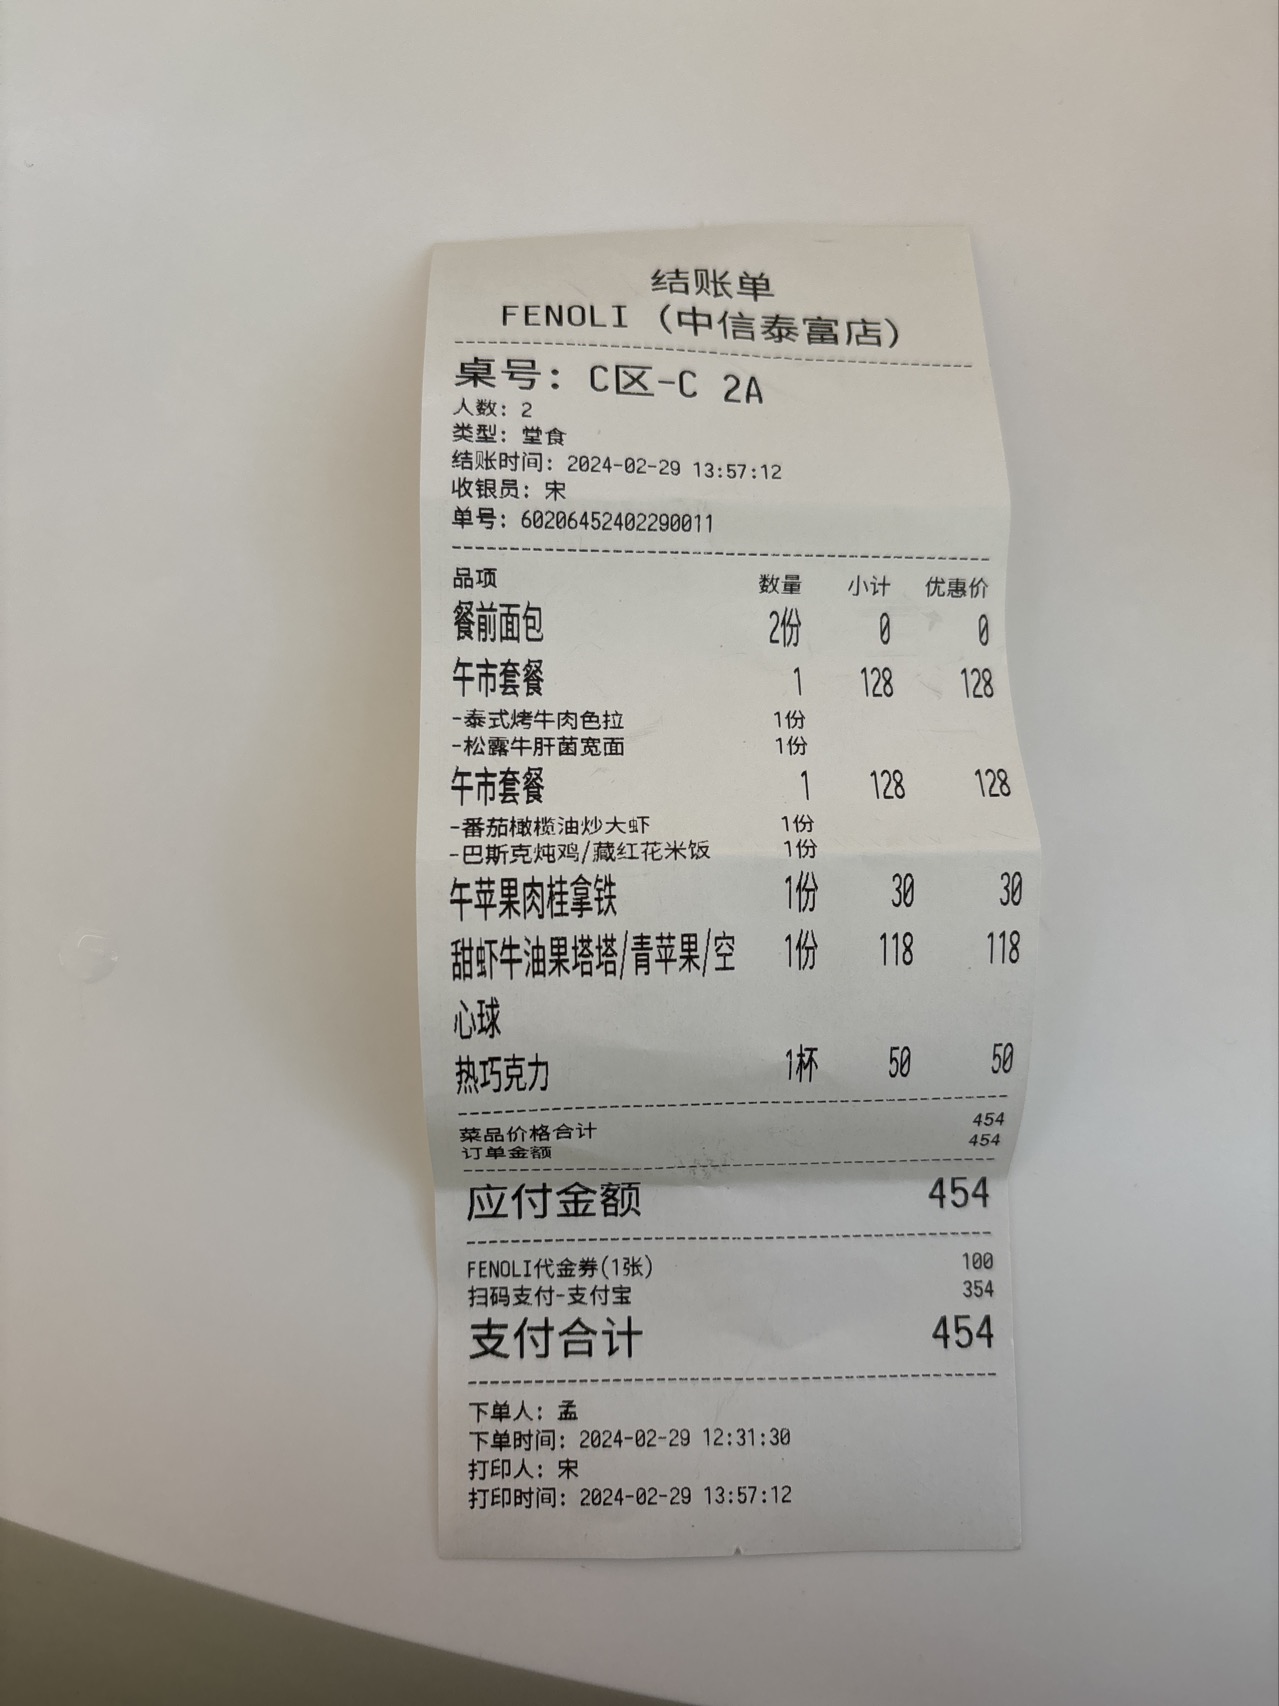 结账单
FENOLI (中信泰富店)
桌号: C区-C 2A
人数: 2
类型: 堂食
结账时间: 2024-02-29 13:57:12
收银员: 宋
单号: 60206452402290011
品项 数量 小计 优惠价
餐前面包 2份 0 0
午市套餐 1 128 128
-泰式烤牛肉色拉 1份
-松露牛肝菌宽面 1份
午市套餐 1 128 128
-番茄橄榄油炒大虾 1份
-巴斯克炖鸡/藏红花米饭 1份
午苹果肉桂拿铁 1份 30 30
甜虾牛油果塔塔/青苹果/空 1份 118 118
心球
热巧克力 1杯 50 50
菜品价格合计 454
订单金额 454
应付金额 454
FENOLI代金券(1张) 100
扫码支付-支付宝 354
支付合计 454
下单人: 孟
下单时间: 2024-02-29 12:31:30
打印人: 宋
打印时间: 2024-02-29 13:57:12